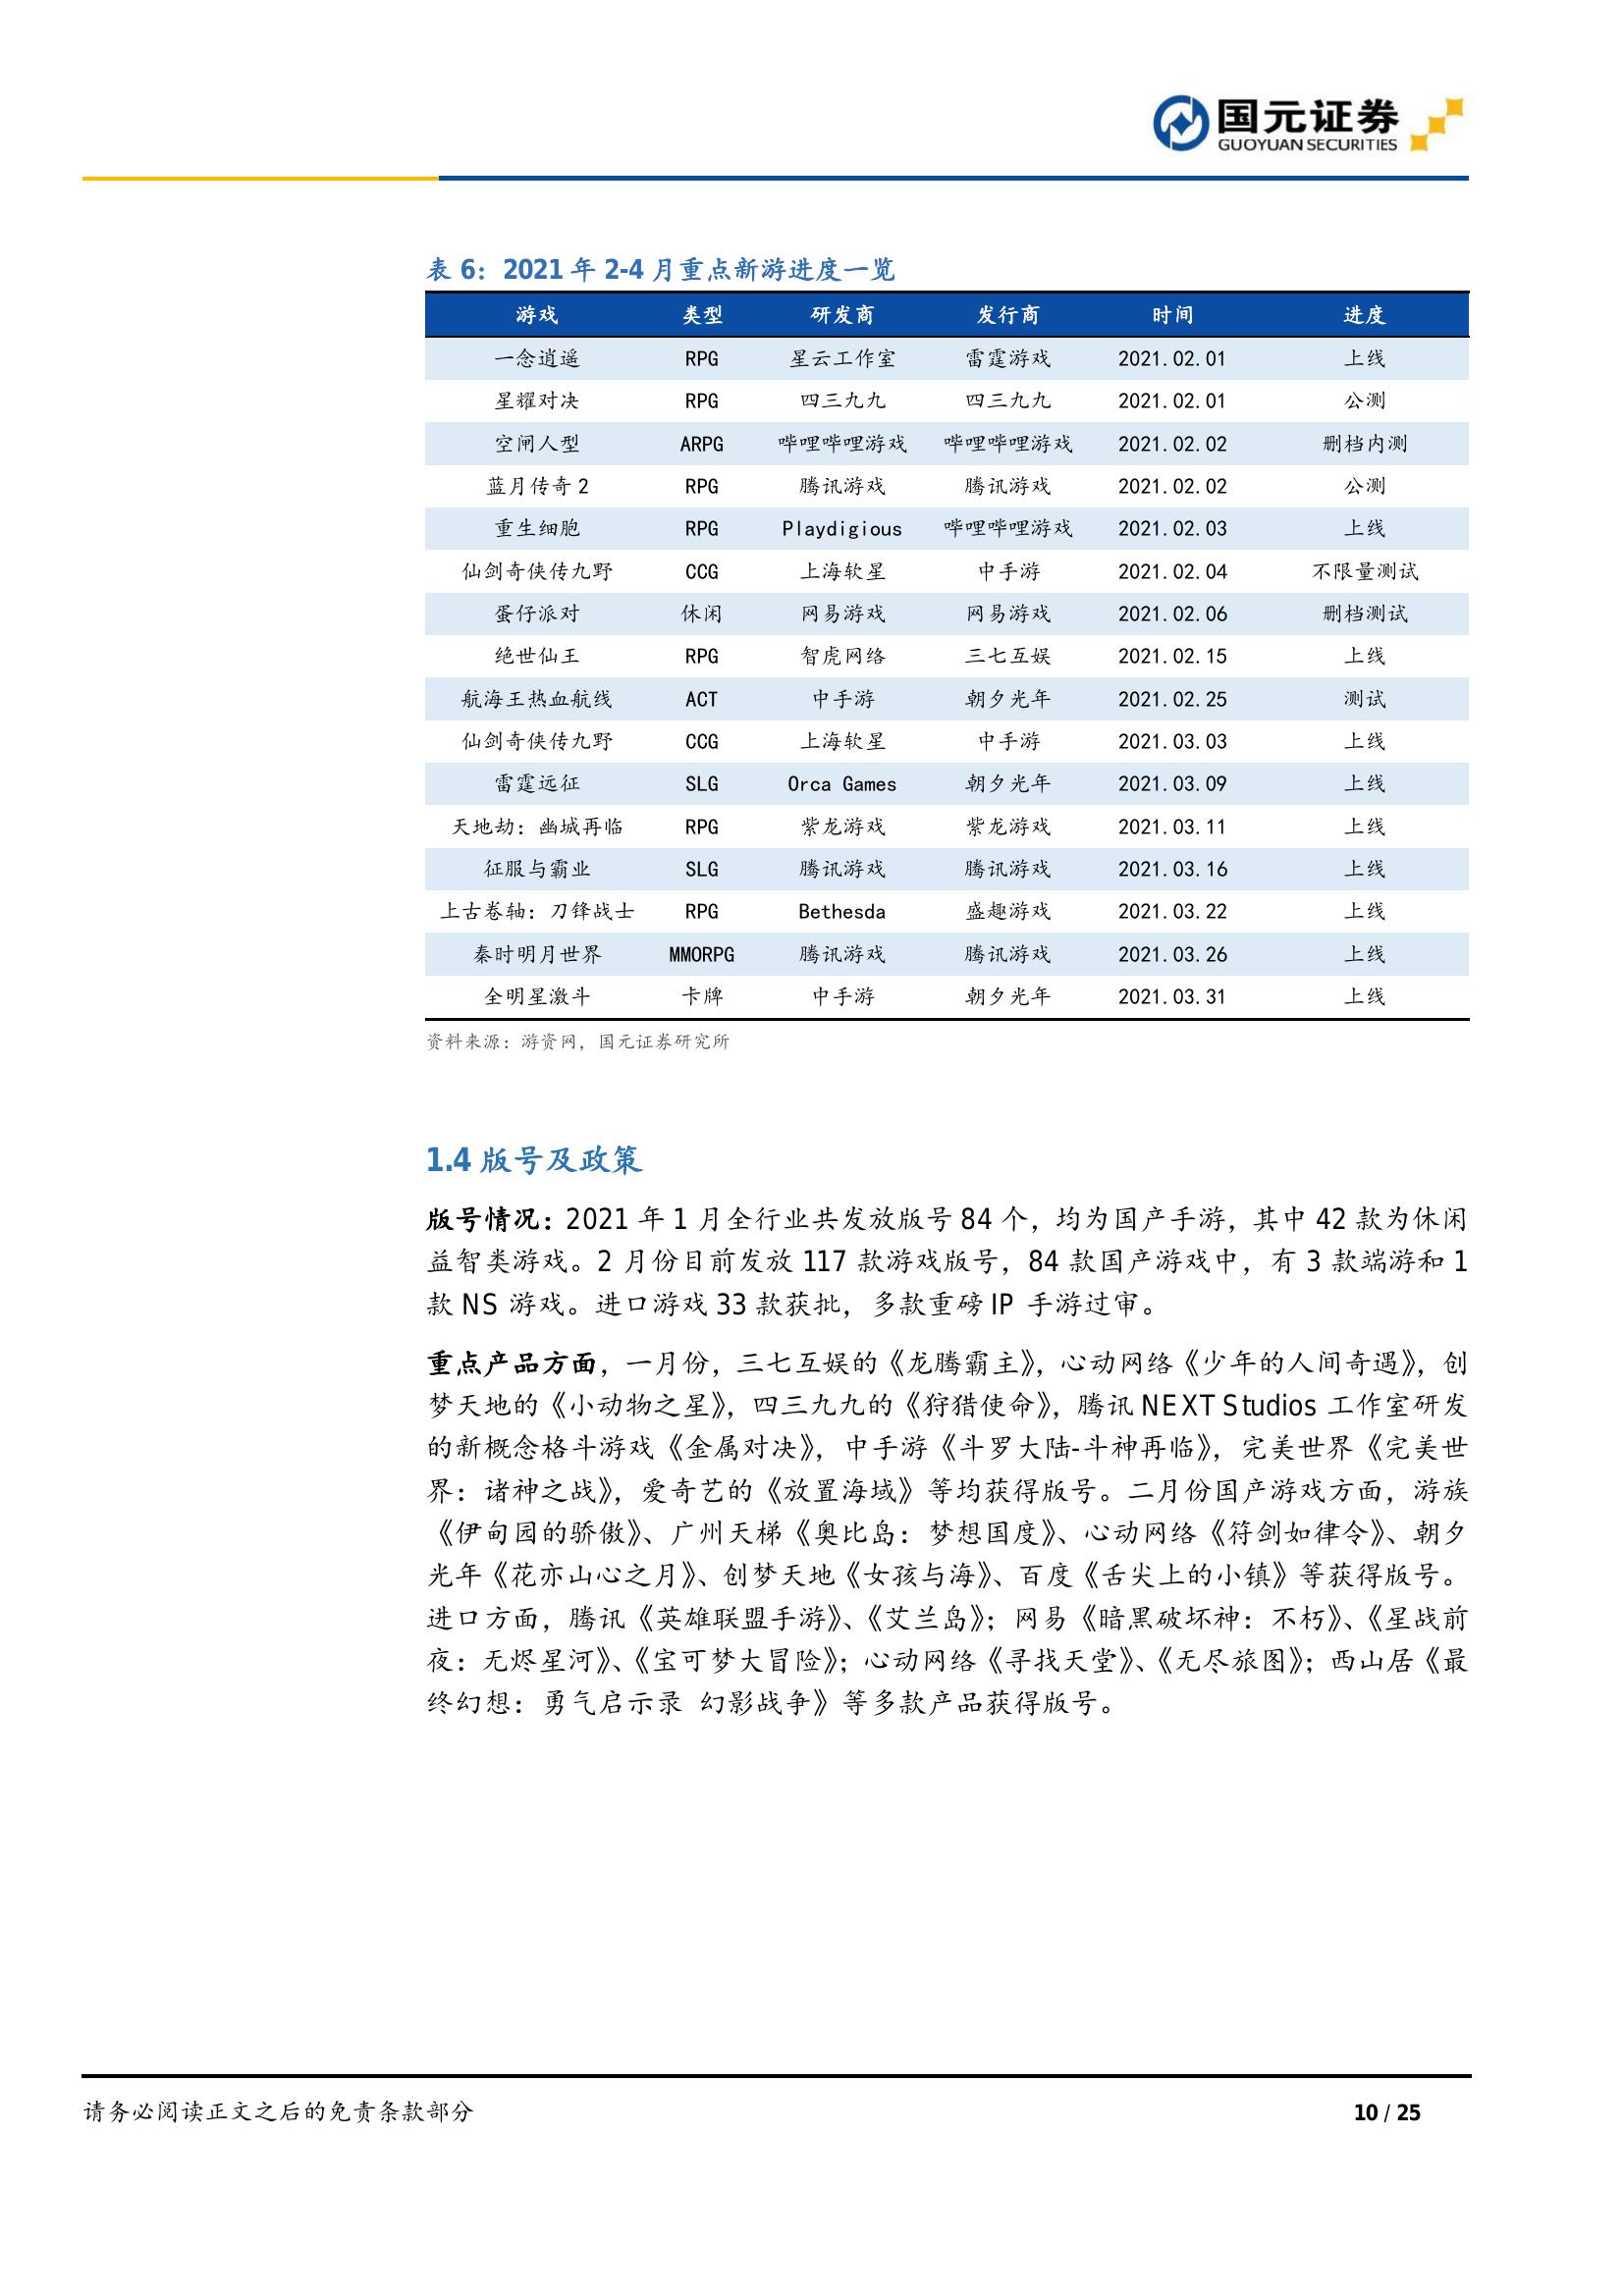 国元证券
GUOYUAN SECURITIES
表 6：2021 年 2-4 月重点新游进度一览
游戏 类型 研发商 发行商 时间 进度
一念逍遥 RPG 星云工作室 雷霆游戏 2021.02.01 上线
星耀对决 RPG 四三九九 四三九九 2021.02.01 公测
空闸人型 ARPG 哔哩哔哩游戏 哔哩哔哩游戏 2021.02.02 删档内测
蓝月传奇 2 RPG 腾讯游戏 腾讯游戏 2021.02.02 公测
重生细胞 RPG Playdigious 哔哩哔哩游戏 2021.02.03 上线
仙剑奇侠传九野 CCG 上海软星 中手游 2021.02.04 不限量测试
蛋仔派对 休闲 网易游戏 网易游戏 2021.02.06 删档测试
绝世仙王 RPG 智虎网络 三七互娱 2021.02.15 上线
航海王热血航线 ACT 中手游 朝夕光年 2021.02.25 测试
仙剑奇侠传九野 CCG 上海软星 中手游 2021.03.03 上线
雷霆远征 SLG Orca Games 朝夕光年 2021.03.09 上线
天地劫：幽城再临 RPG 紫龙游戏 紫龙游戏 2021.03.11 上线
征服与霸业 SLG 腾讯游戏 腾讯游戏 2021.03.16 上线
上古卷轴：刀锋战士 RPG Bethesda 盛趣游戏 2021.03.22 上线
秦时明月世界 MMORPG 腾讯游戏 腾讯游戏 2021.03.26 上线
全明星激斗 卡牌 中手游 朝夕光年 2021.03.31 上线
资料来源：游资网，国元证券研究所
1.4 版号及政策
版号情况：2021 年 1 月全行业共发放版号 84 个，均为国产手游，其中 42 款为休闲
益智类游戏。2 月份目前发放 117 款游戏版号，84 款国产游戏中，有 3 款端游和 1
款 NS 游戏。进口游戏 33 款获批，多款重磅 IP 手游过审。
重点产品方面，一月份，三七互娱的《龙腾霸主》，心动网络《少年的人间奇遇》，创
梦天地的《小动物之星》，四三九九的《狩猎使命》，腾讯 NEXT Studios 工作室研发
的新概念格斗游戏《金属对决》，中手游《斗罗大陆-斗神再临》，完美世界《完美世
界：诸神之战》，爱奇艺的《放置海域》等均获得版号。二月份国产游戏方面，游族
《伊甸园的骄傲》、广州天梯《奥比岛：梦想国度》、心动网络《符剑如律令》、朝夕
光年《花亦山心之月》、创梦天地《女孩与海》、百度《舌尖上的小镇》等获得版号。
进口方面，腾讯《英雄联盟手游》、《艾兰岛》；网易《暗黑破坏神：不朽》、《星战前
夜：无烬星河》、《宝可梦大冒险》；心动网络《寻找天堂》、《无尽旅图》；西山居《最
终幻想：勇气启示录 幻影战争》等多款产品获得版号。
请务必阅读正文之后的免责条款部分 10 / 25